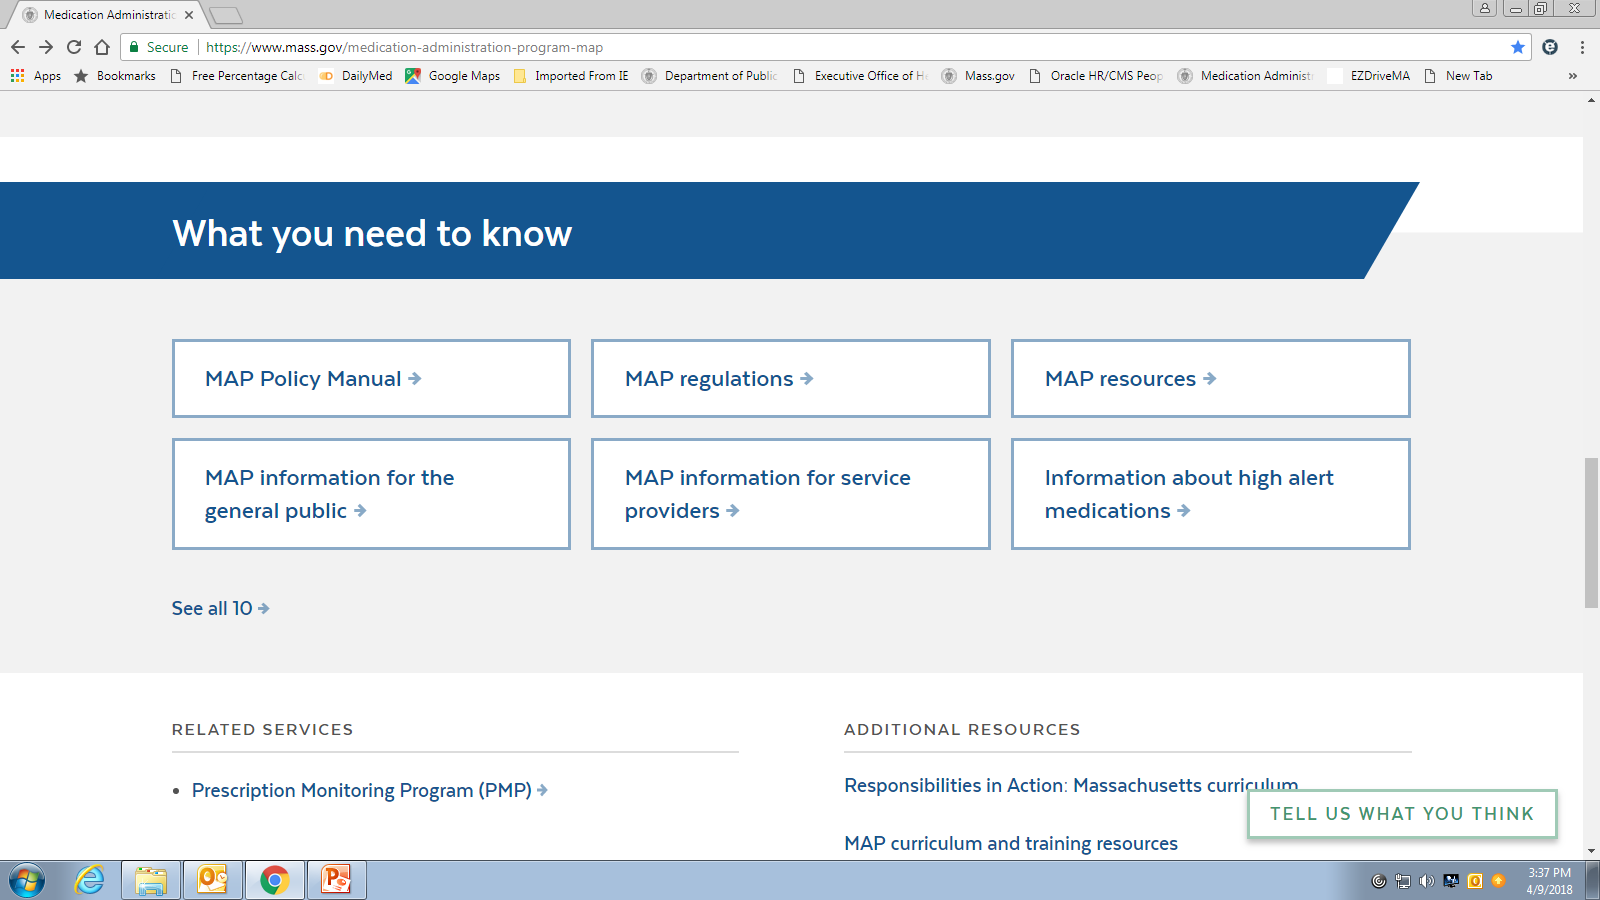 Medication Administratio
Secure https://www.mass.gov/medication-administration-program-map
Apps Bookmarks Free Percentage Calc DailyMed Google Maps Imported From IE Department of Public Executive Office of H Mass.gov Oracle HR/CMS Peop Medication Administ EZDriveMA New Tab »
What you need to know
MAP Policy Manual
MAP regulations
MAP resources
MAP information for the
general public
MAP information for service
providers
Information about high alert
medications
See all 10
RELATED SERVICES
• Prescription Monitoring Program (PMP)
ADDITIONAL RESOURCES
Responsibilities in Action: Massachusetts curriculum
TELL US WHAT YOU THINK
MAP curriculum and training resources
3:37 PM
4/9/2018